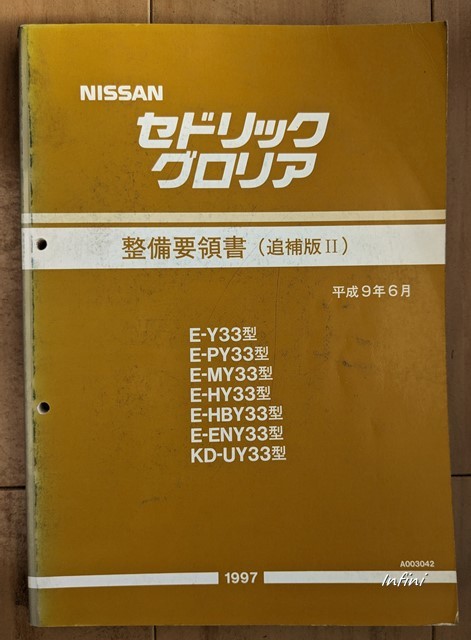 NISSAN
セドリック
グロリア
整備要領書（追補版II）
平成9年6月
E-Y33型
E-PY33型
E-MY33型
E-HY33型
E-HBY33型
E-ENY33型
KD-UY33型
A003042
1997
Infini